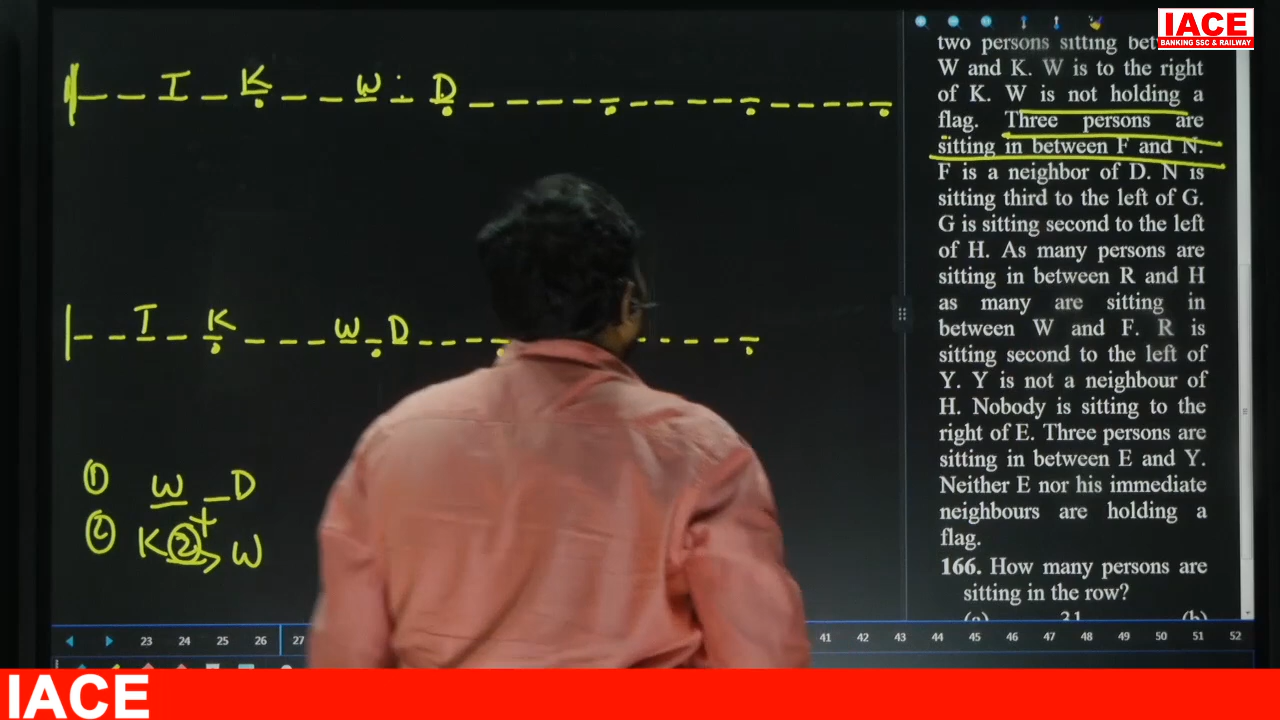 IACE
BANKING SSC & RAILWAY
I K W D
I K W D
① W _ D
② K ② W
+
two persons sitting
W and K. W is to the right
of K. W is not holding a
flag. Three persons are
sitting in between F and N.
F is a neighbor of D. N is
sitting third to the left of G.
G is sitting second to the left
of H. As many persons are
sitting in between R and H
as many are sitting in
between W and F. R is
sitting second to the left of
Y. Y is not a neighbour of
H. Nobody is sitting to the
right of E. Three persons are
sitting in between E and Y.
Neither E nor his immediate
neighbours are holding a
flag.
166. How many persons are
sitting in the row?
23 24 25 26 27 41 42 43 44 45 46 47 48 49 50 51 52
IACE